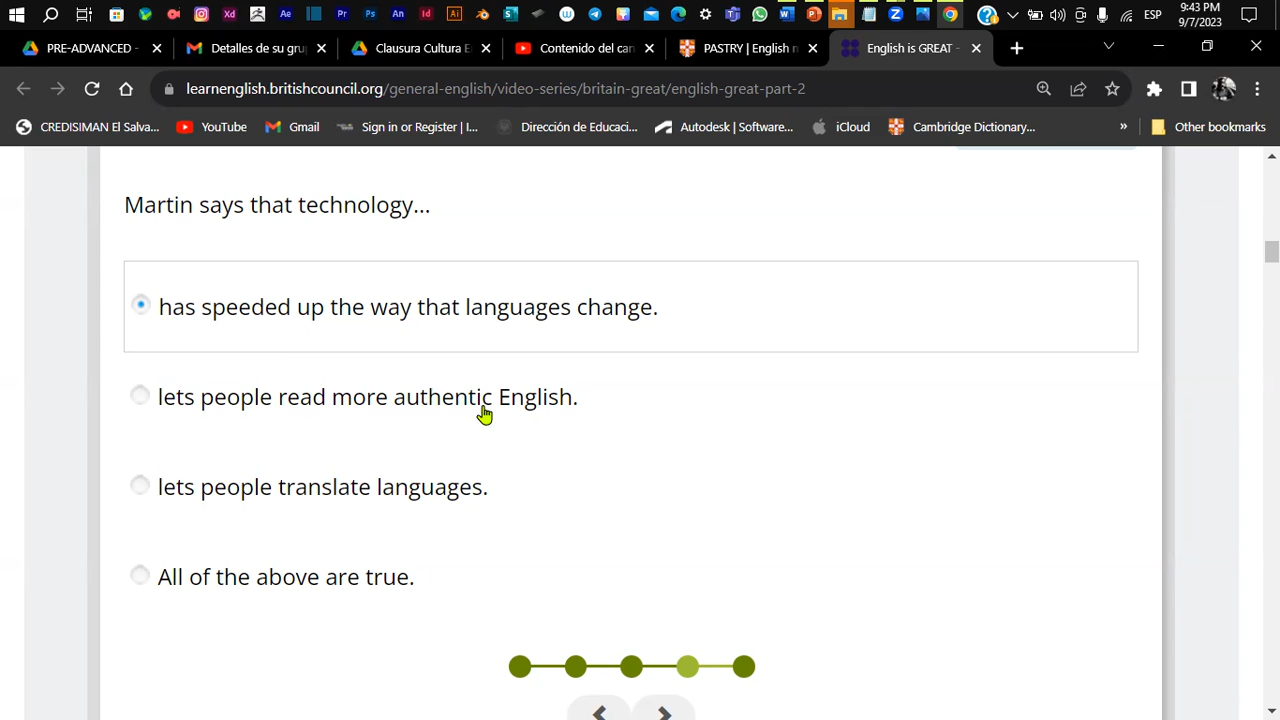 9:43 PM
ESP
9/7/2023
PRE-ADVANCED -
Detalles de su gru
Clausura Cultura E
Contenido del can
PASTRY | English m
English is GREAT -
learnenglish.britishcouncil.org/general-english/video-series/britain-great/english-great-part-2
CREDISIMAN El Salva...
YouTube
Gmail
Sign in or Register | I...
Dirección de Educaci...
Autodesk | Software...
iCloud
Cambridge Dictionary...
»
Other bookmarks
Martin says that technology...
has speeded up the way that languages change.
lets people read more authentic English.
lets people translate languages.
All of the above are true.